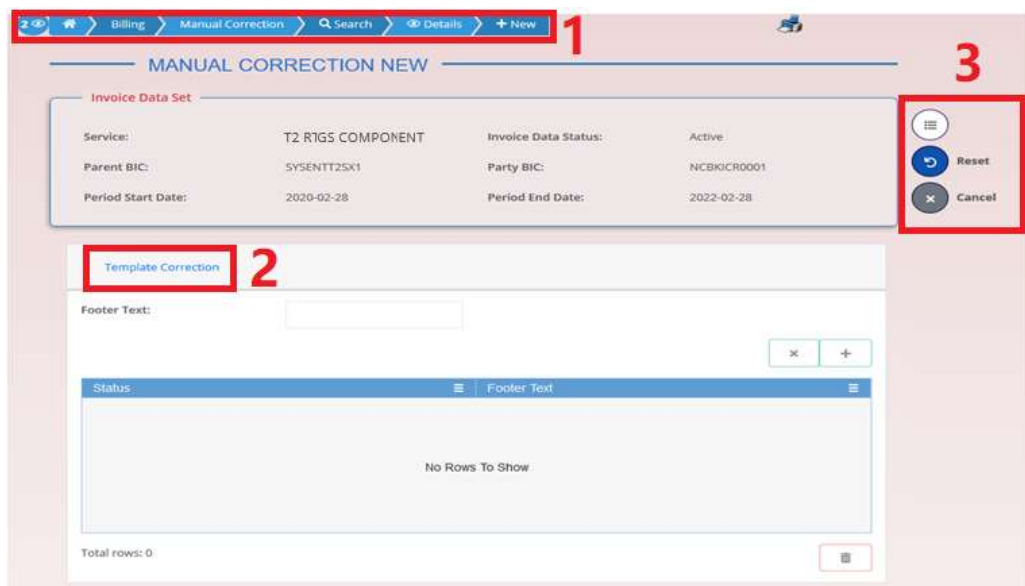 2 Billing Manual Correction Search Details New
1
MANUAL CORRECTION NEW
3
Invoice Data Set
Service: T2 RTGS COMPONENT Invoice Data Status: Active
Parent BIC: SYSENTT2SX1 Party BIC: NCBKICR0001
Period Start Date: 2020-02-28 Period End Date: 2022-02-28
Reset
Cancel
Template Correction
2
Footer Text:
Status Footer Text
No Rows To Show
Total rows: 0